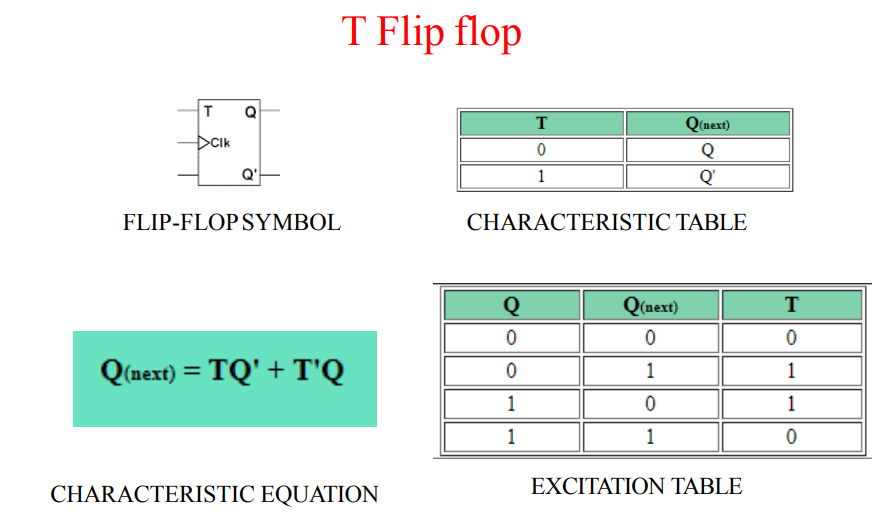 T Flip flop
T Q
Clk
Q'
FLIP-FLOP SYMBOL
T Q(next)
0 Q
1 Q'
CHARACTERISTIC TABLE
Q(next) = TQ' + T'Q
CHARACTERISTIC EQUATION
Q Q(next) T
0 0 0
0 1 1
1 0 1
1 1 0
EXCITATION TABLE